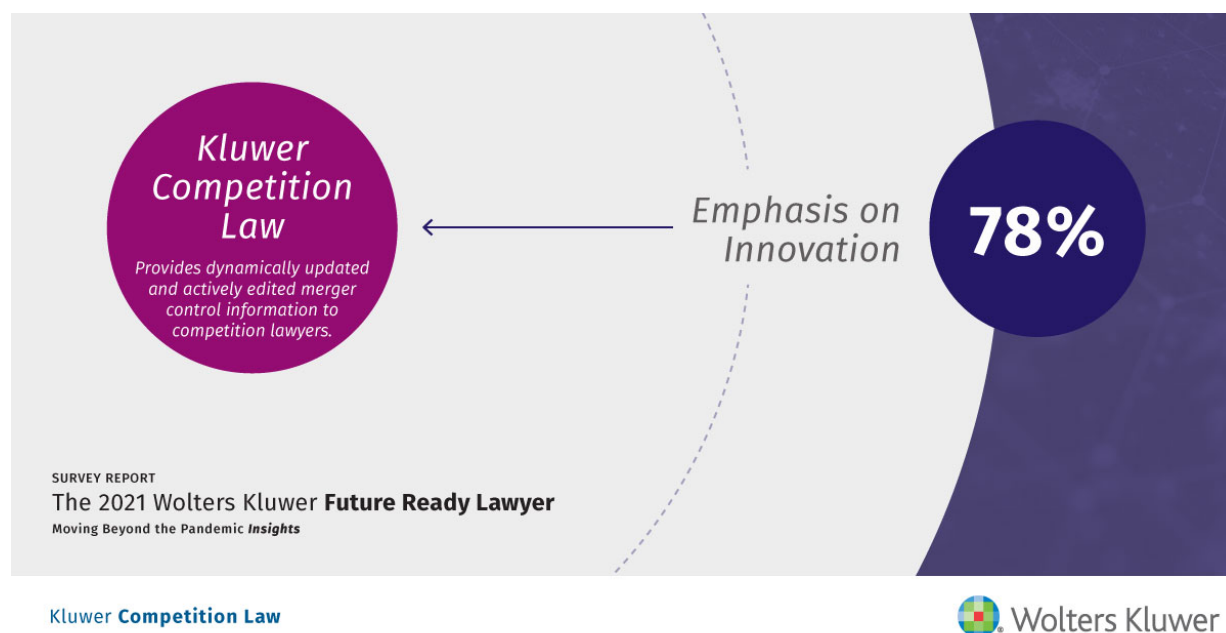 Kluwer
Competition
Law
Provides dynamically updated
and actively edited merger
control information to
competition lawyers.
Emphasis on
Innovation
78%
SURVEY REPORT
The 2021 Wolters Kluwer Future Ready Lawyer
Moving Beyond the Pandemic Insights
Kluwer Competition Law
Wolters Kluwer